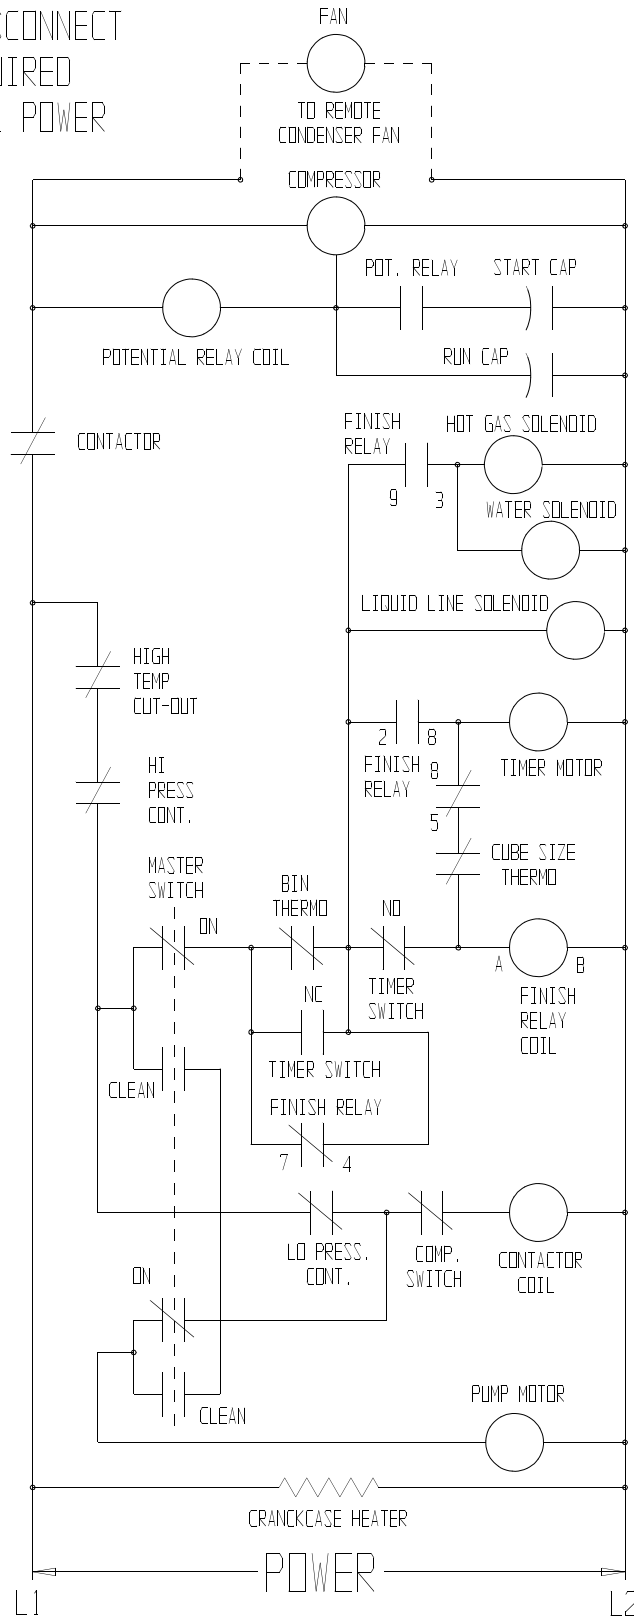 FAN
TO REMOTE
CONDENSER FAN
POWER
COMPRESSOR
POT. RELAY
START CAP
POTENTIAL RELAY COIL
RUN CAP
CONTACTOR
FINISH
RELAY
HOT GAS SOLENOID
9
3
WATER SOLENOID
LIQUID LINE SOLENOID
HIGH
TEMP
CUT-OUT
2
8
FINISH
RELAY
8
TIMER MOTOR
HI
PRESS
CONT.
5
CUBE SIZE
THERMO
MASTER
SWITCH
ON
BIN
THERMO
NO
TIMER
SWITCH
A
B
FINISH
RELAY
COIL
NC
TIMER SWITCH
CLEAN
FINISH RELAY
7
4
LO PRESS.
CONT.
COMP.
SWITCH
CONTACTOR
COIL
ON
CLEAN
PUMP MOTOR
CRANCKCASE HEATER
POWER
L1
L2